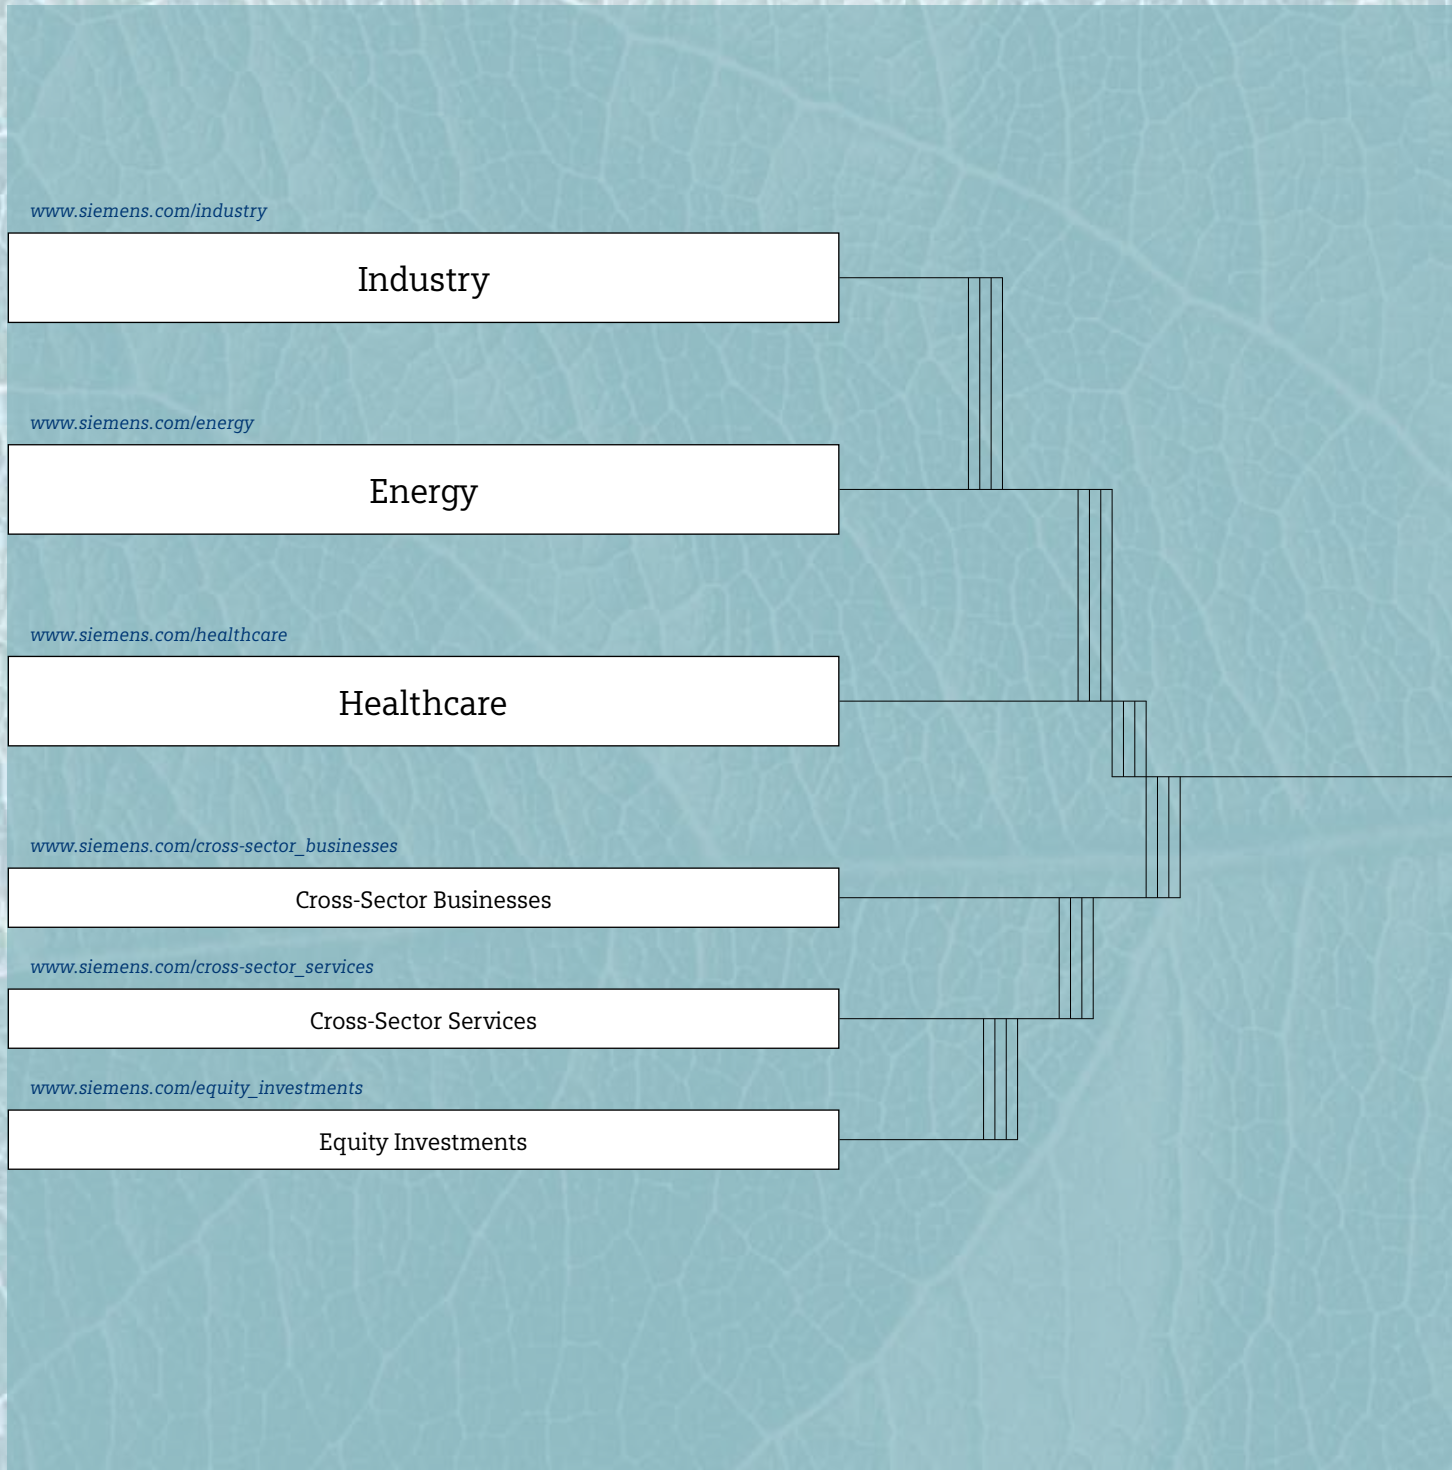 www.siemens.com/industry
Industry
www.siemens.com/energy
Energy
www.siemens.com/healthcare
Healthcare
www.siemens.com/cross-sector_businesses
Cross-Sector Businesses
www.siemens.com/cross-sector_services
Cross-Sector Services
www.siemens.com/equity_investments
Equity Investments